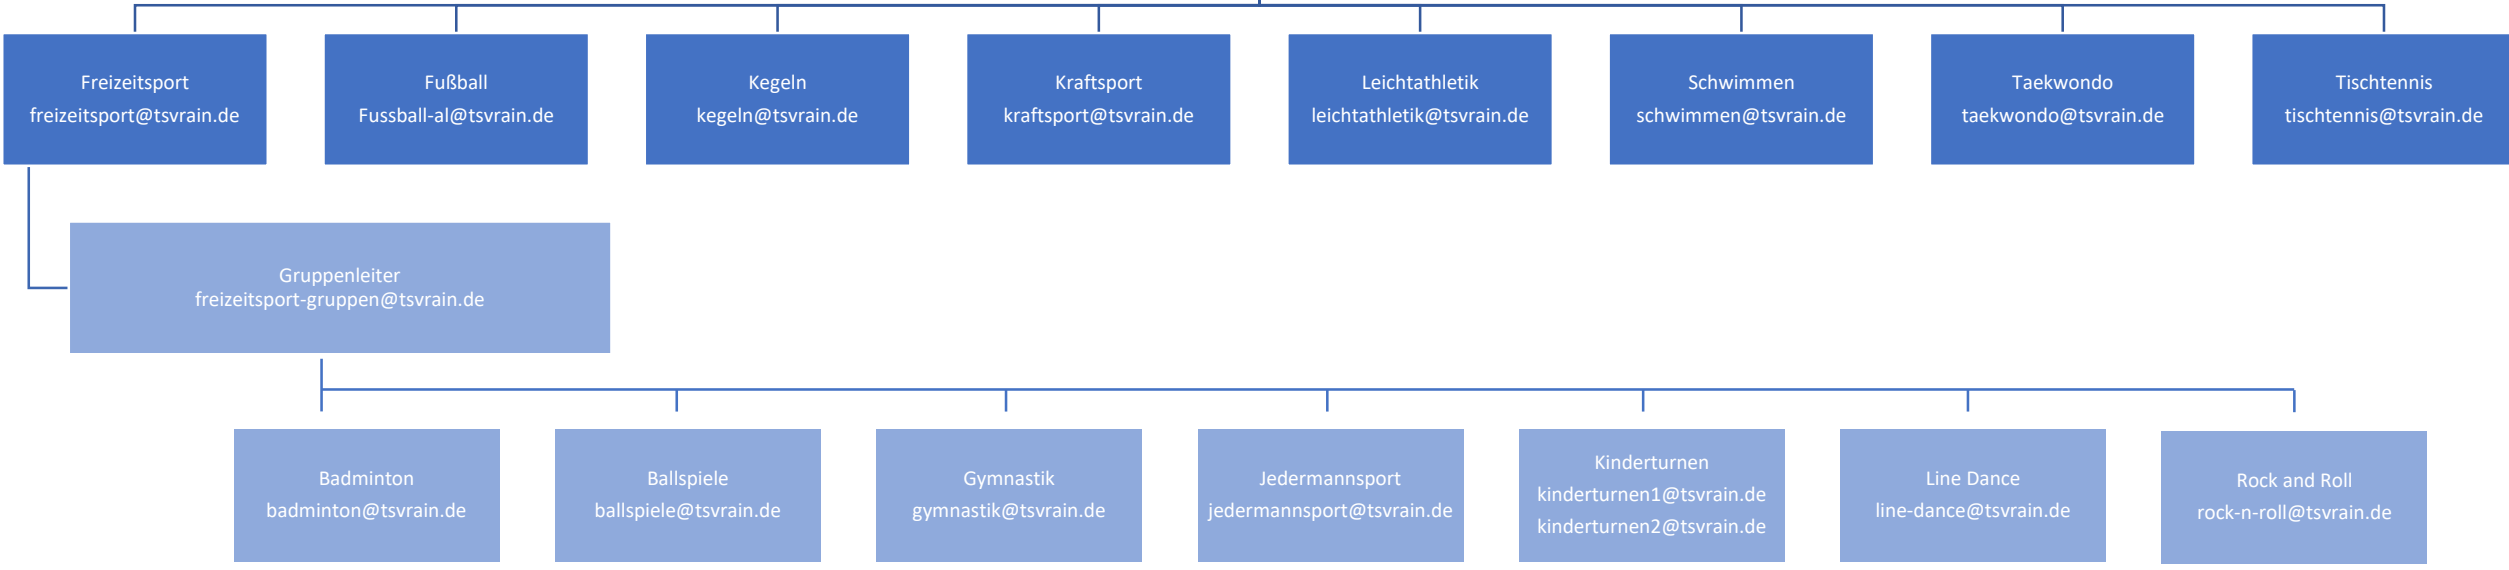 Freizeitsport
freizeitsport@tsvrain.de
Fußball
Fussball-al@tsvrain.de
Kegeln
kegeln@tsvrain.de
Kraftsport
kraftsport@tsvrain.de
Leichtathletik
leichtathletik@tsvrain.de
Schwimmen
schwimmen@tsvrain.de
Taekwondo
taekwondo@tsvrain.de
Tischtennis
tischtennis@tsvrain.de
Gruppenleiter
freizeitsport-gruppen@tsvrain.de
Badminton
badminton@tsvrain.de
Ballspiele
ballspiele@tsvrain.de
Gymnastik
gymnastik@tsvrain.de
Jedermannsport
jedermannsport@tsvrain.de
Kinderturnen
kinderturnen1@tsvrain.de
kinderturnen2@tsvrain.de
Line Dance
line-dance@tsvrain.de
Rock and Roll
rock-n-roll@tsvrain.de